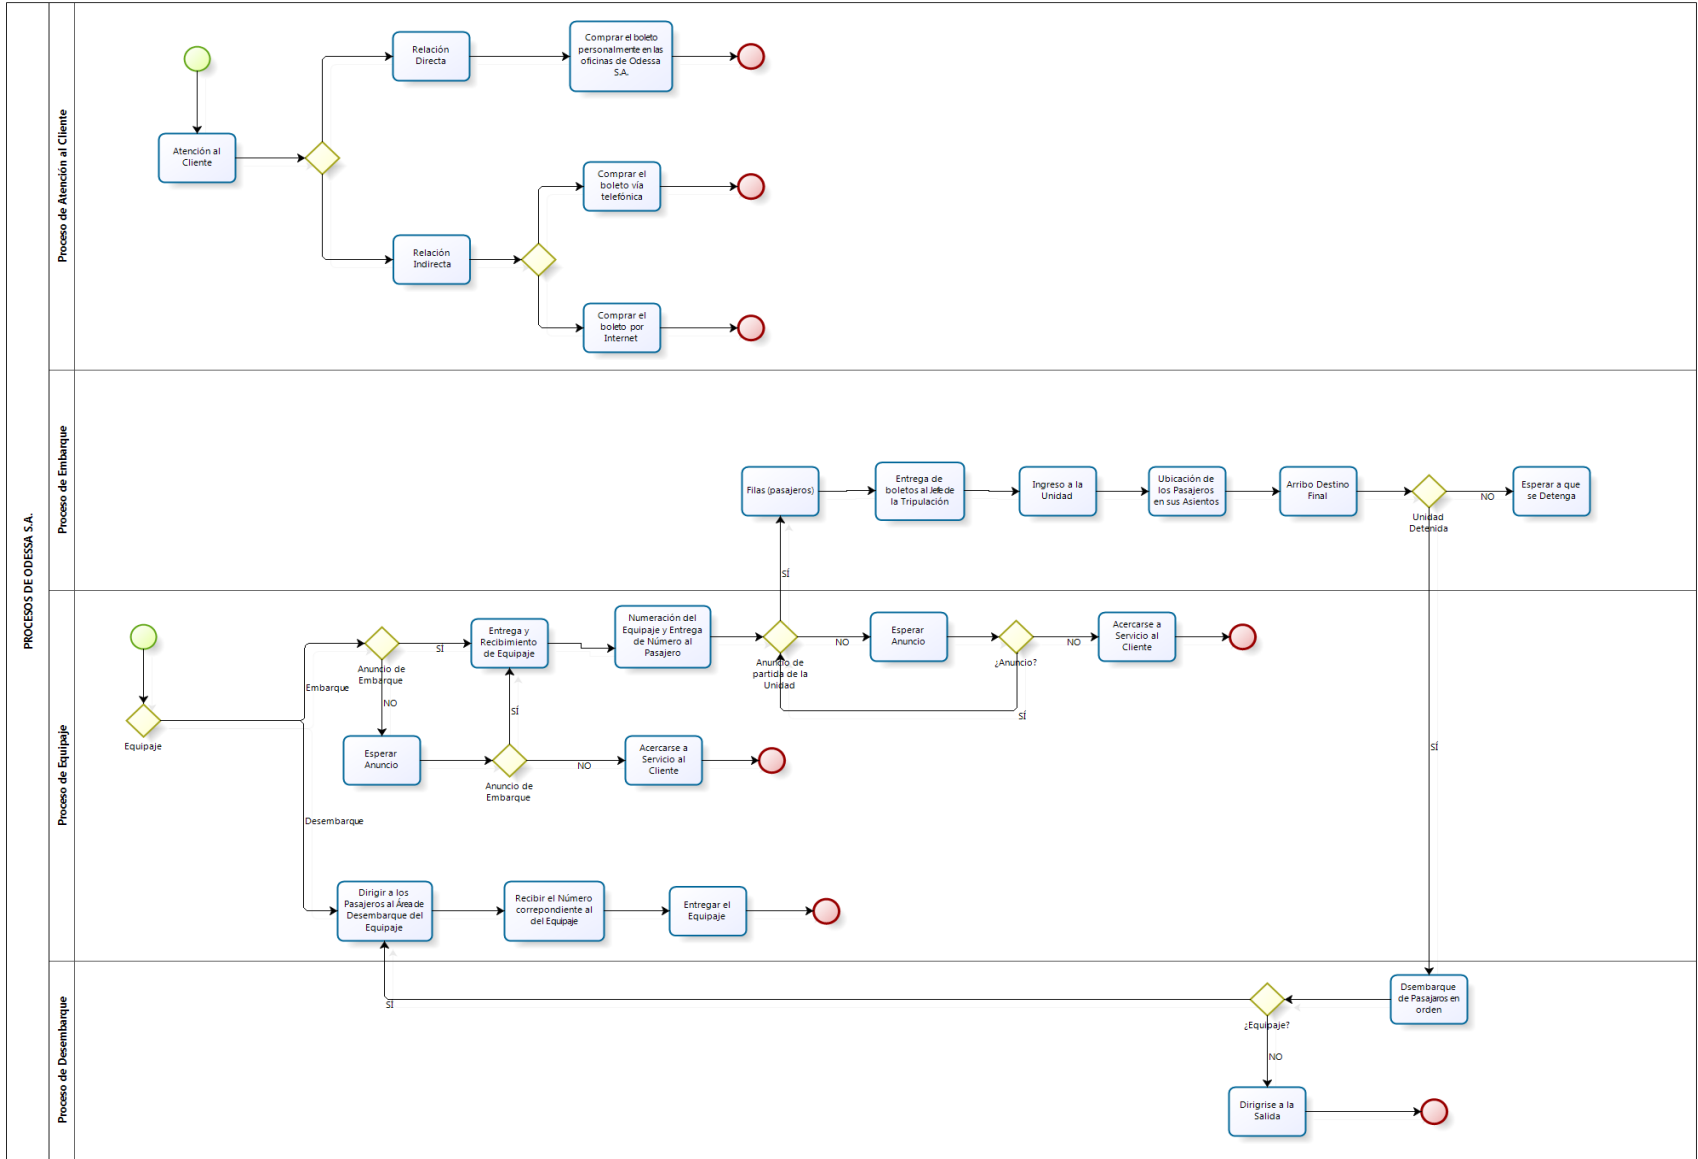 PROCESOS DE ODESSA S.A.
Proceso de Atención al Cliente
Atención al
Cliente
Relación
Directa
Comprar el boleto
personalmente en las
oficinas de Odessa
S.A.
Relación
Indirecta
Comprar el
boleto vía
telefónica
Comprar el
boleto por
Internet
Proceso de Embarque
Filas (pasajeros)
Entrega de
boletos al Jefe de
la Tripulación
Ingreso a la
Unidad
Ubicación de
los Pasajeros
en sus Asientos
Arribo Destino
Final
Unidad
Detenida
NO
Esperar a que
se Detenga
SÍ
SÍ
Proceso de Equipaje
Equipaje
Embarque
Desembarque
Anuncio de
Embarque
SÍ
NO
Entrega y
Recibimiento
de Equipaje
Numeración del
Equipaje y Entrega
de Número al
Pasajero
Anuncio de
partida de la
Unidad
NO
Esperar
Anuncio
¿Anuncio?
NO
SÍ
Acercarse a
Servicio al
Cliente
Esperar
Anuncio
SÍ
Anuncio de
Embarque
NO
Acercarse a
Servicio al
Cliente
Dirigir a los
Pasajeros al Área de
Desembarque del
Equipaje
Recibir el Número
correpondiente al
del Equipaje
Entregar el
Equipaje
Proceso de Desembarque
SÍ
¿Equipaje?
Dsembarque
de Pasajaros en
orden
NO
Dirigrise a la
Salida